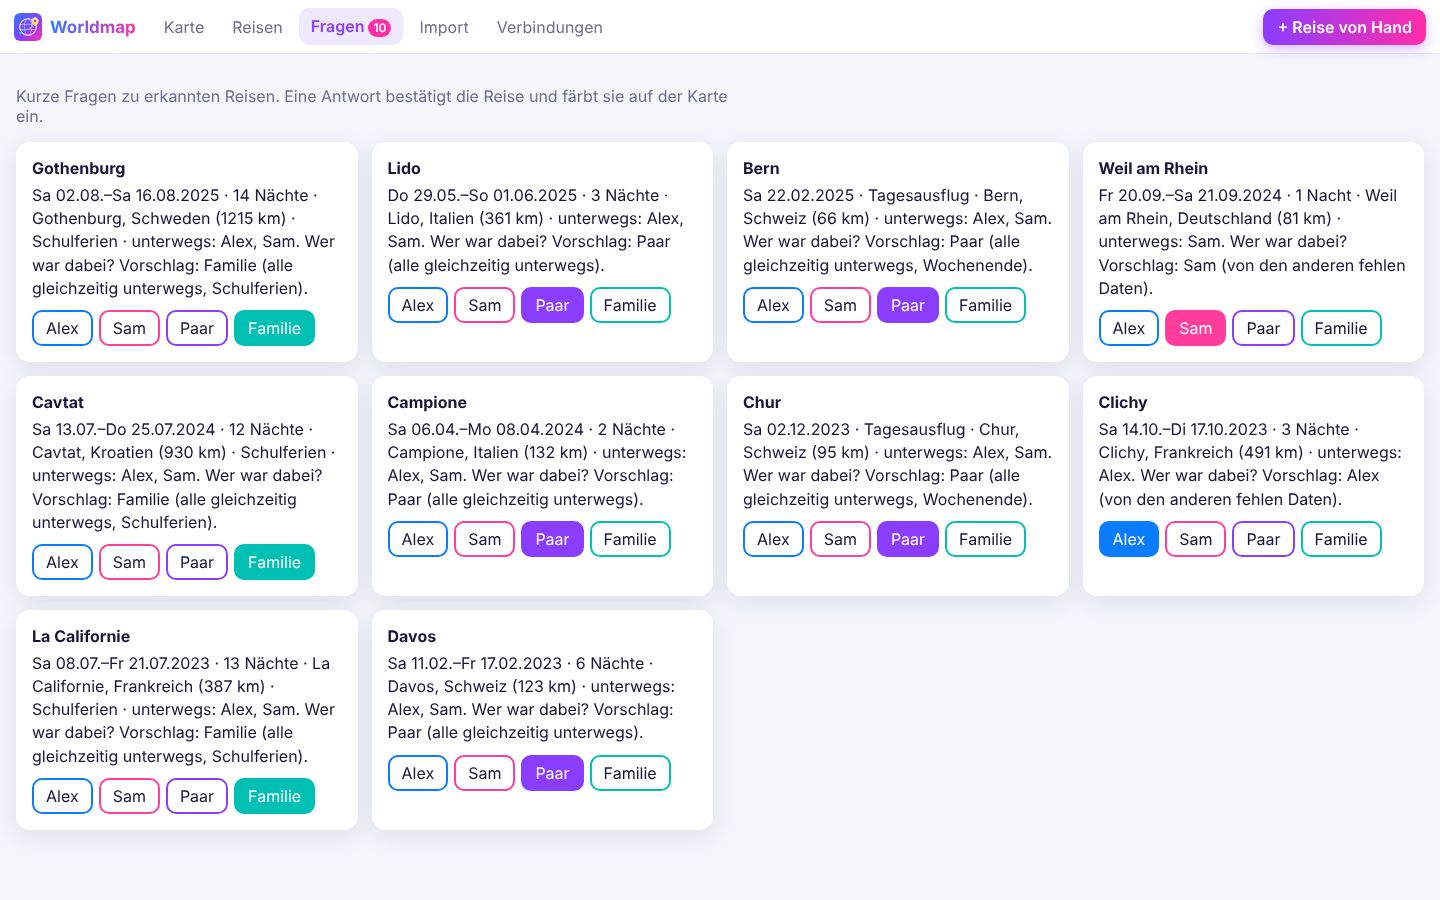 Worldmap
Karte
Reisen
Fragen 10
Import
Verbindungen
+ Reise von Hand
Kurze Fragen zu erkannten Reisen. Eine Antwort bestätigt die Reise und färbt sie auf der Karte
ein.
Gothenburg
Sa 02.08.–Sa 16.08.2025 · 14 Nächte ·
Gothenburg, Schweden (1215 km) ·
Schulferien · unterwegs: Alex, Sam. Wer
war dabei? Vorschlag: Familie (alle
gleichzeitig unterwegs, Schulferien).
Alex Sam Paar Familie
Lido
Do 29.05.–So 01.06.2025 · 3 Nächte ·
Lido, Italien (361 km) · unterwegs: Alex,
Sam. Wer war dabei? Vorschlag: Paar
(alle gleichzeitig unterwegs).
Alex Sam Paar Familie
Bern
Sa 22.02.2025 · Tagesausflug · Bern,
Schweiz (66 km) · unterwegs: Alex, Sam.
Wer war dabei? Vorschlag: Paar (alle
gleichzeitig unterwegs, Wochenende).
Alex Sam Paar Familie
Weil am Rhein
Fr 20.09.–Sa 21.09.2024 · 1 Nacht · Weil
am Rhein, Deutschland (81 km) ·
unterwegs: Sam. Wer war dabei?
Vorschlag: Sam (von den anderen fehlen
Daten).
Alex Sam Paar Familie
Cavtat
Sa 13.07.–Do 25.07.2024 · 12 Nächte ·
Cavtat, Kroatien (930 km) · Schulferien ·
unterwegs: Alex, Sam. Wer war dabei?
Vorschlag: Familie (alle gleichzeitig
unterwegs, Schulferien).
Alex Sam Paar Familie
Campione
Sa 06.04.–Mo 08.04.2024 · 2 Nächte ·
Campione, Italien (132 km) · unterwegs:
Alex, Sam. Wer war dabei? Vorschlag:
Paar (alle gleichzeitig unterwegs).
Alex Sam Paar Familie
Chur
Sa 02.12.2023 · Tagesausflug · Chur,
Schweiz (95 km) · unterwegs: Alex, Sam.
Wer war dabei? Vorschlag: Paar (alle
gleichzeitig unterwegs, Wochenende).
Alex Sam Paar Familie
Clichy
Sa 14.10.–Di 17.10.2023 · 3 Nächte ·
Clichy, Frankreich (491 km) · unterwegs:
Alex. Wer war dabei? Vorschlag: Alex
(von den anderen fehlen Daten).
Alex Sam Paar Familie
La Californie
Sa 08.07.–Fr 21.07.2023 · 13 Nächte · La
Californie, Frankreich (387 km) ·
Schulferien · unterwegs: Alex, Sam. Wer
war dabei? Vorschlag: Familie (alle
gleichzeitig unterwegs, Schulferien).
Alex Sam Paar Familie
Davos
Sa 11.02.–Fr 17.02.2023 · 6 Nächte ·
Davos, Schweiz (123 km) · unterwegs:
Alex, Sam. Wer war dabei? Vorschlag:
Paar (alle gleichzeitig unterwegs).
Alex Sam Paar Familie